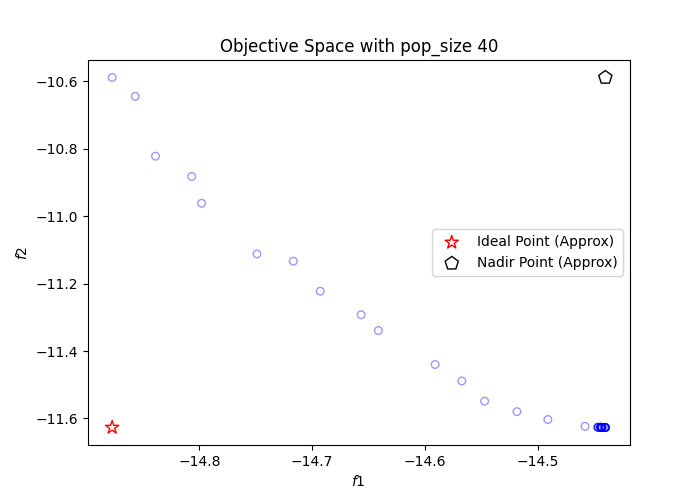 Objective Space with pop_size 40
−10.6
−10.8
−11.0
−11.2
−11.4
−11.6
f2
Ideal Point (Approx)
Nadir Point (Approx)
−14.8
−14.7
−14.6
−14.5
f1